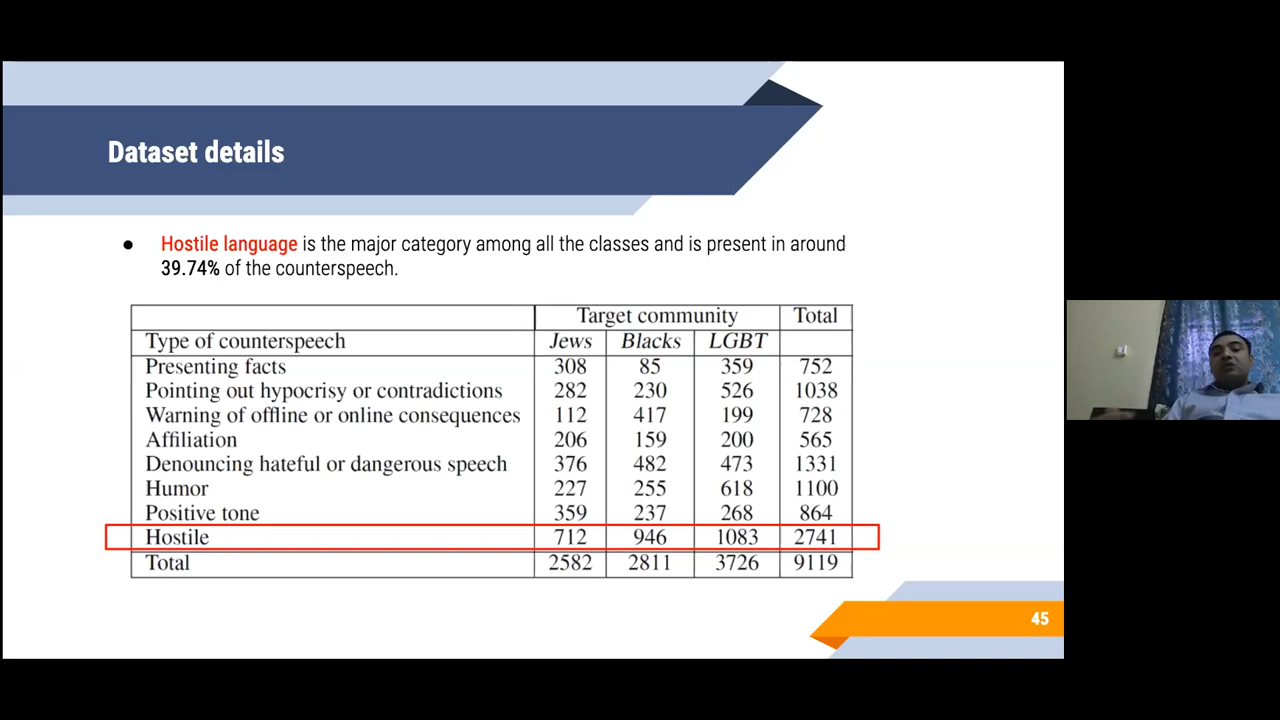 Dataset details
● Hostile language is the major category among all the classes and is present in around
39.74% of the counterspeech.
Target community Total
Type of counterspeech Jews Blacks LGBT
Presenting facts 308 85 359 752
Pointing out hypocrisy or contradictions 282 230 526 1038
Warning of offline or online consequences 112 417 199 728
Affiliation 206 159 200 565
Denouncing hateful or dangerous speech 376 482 473 1331
Humor 227 255 618 1100
Positive tone 359 237 268 864
Hostile 712 946 1083 2741
Total 2582 2811 3726 9119
45